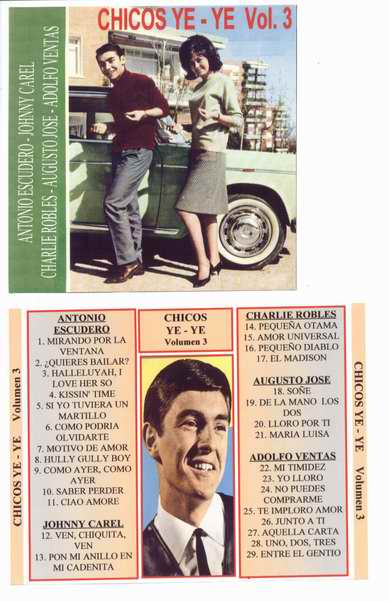 CHICOS YE - YE Vol. 3
ANTONIO ESCUDERO - JOHNNY CAREL
CHARLIE ROBLES - AUGUSTO JOSE - ADOLFO VENTAS
CHICOS YE - YE Volumen 3
ANTONIO
ESCUDERO
1. MIRANDO POR LA
VENTANA
2. ¿QUIERES BAILAR?
3. HALLELUYAH, I
LOVE HER SO
4. KISSIN' TIME
5. SI YO TUVIERA UN
MARTILLO
6. COMO PODRIA
OLVIDARTE
7. MOTIVO DE AMOR
8. HULLY GULLY BOY
9. COMO AYER, COMO
AYER
10. SABER PERDER
11. CIAO AMORE
JOHNNY CAREL
12. VEN, CHIQUITA,
VEN
13. PON MI ANILLO EN
MI CADENITA
CHICOS
YE - YE
Volumen 3
CHARLIE ROBLES
14. PEQUEÑA OTAMA
15. AMOR UNIVERSAL
16. PEQUEÑO DIABLO
17. EL MADISON
AUGUSTO JOSE
18. SOÑE
19. DE LA MANO LOS
DOS
20. LLORO POR TI
21. MARIA LUISA
ADOLFO VENTAS
22. MI TIMIDEZ
23. YO LLORO
24. NO PUEDES
COMPRARME
25. TE IMPLORO AMOR
26. JUNTO A TI
27. AQUELLA CARTA
28. UNO, DOS, TRES
29. ENTRE EL GENTIO
CHICOS YE - YE Volumen 3